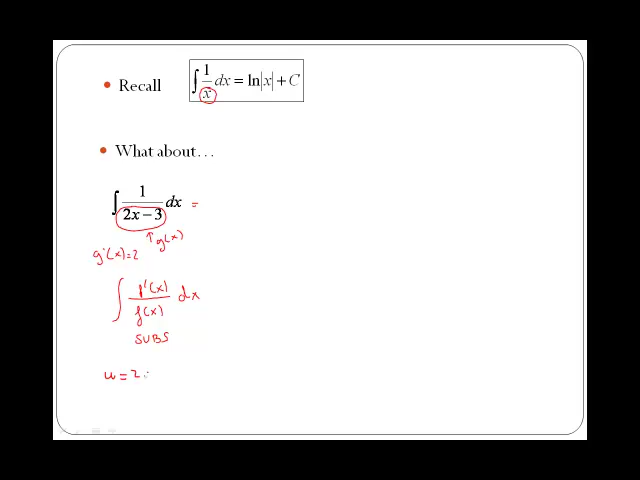 • Recall ∫ 1/x dx = ln|x| + C
• What about…
∫ 1/(2x − 3) dx =
↑ g(x)
g'(x)=2
∫ f'(x)/f(x) dx
SUBS
u = 2